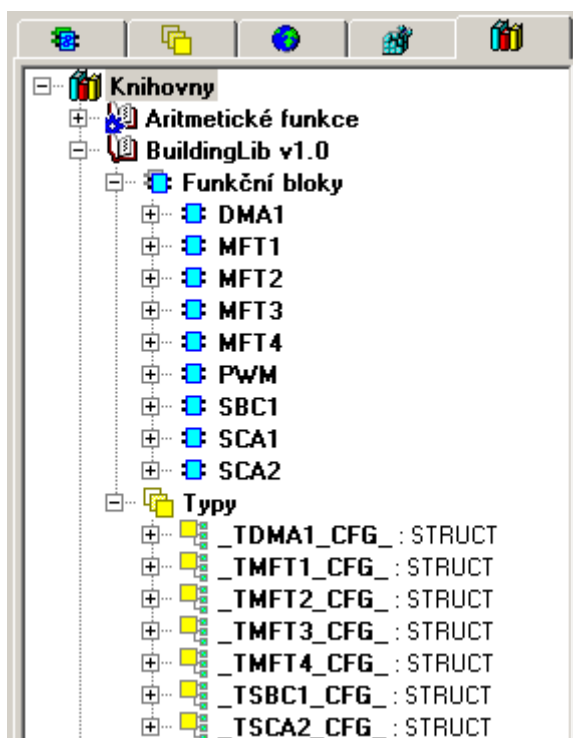 Knihovny
Aritmetické funkce
BuildingLib v1.0
Funkční bloky
DMA1
MFT1
MFT2
MFT3
MFT4
PWM
SBC1
SCA1
SCA2
Typy
_TDMA1_CFG_ : STRUCT
_TMFT1_CFG_ : STRUCT
_TMFT2_CFG_ : STRUCT
_TMFT3_CFG_ : STRUCT
_TMFT4_CFG_ : STRUCT
_TSBC1_CFG_ : STRUCT
_TSCA2_CFG_ : STRUCT